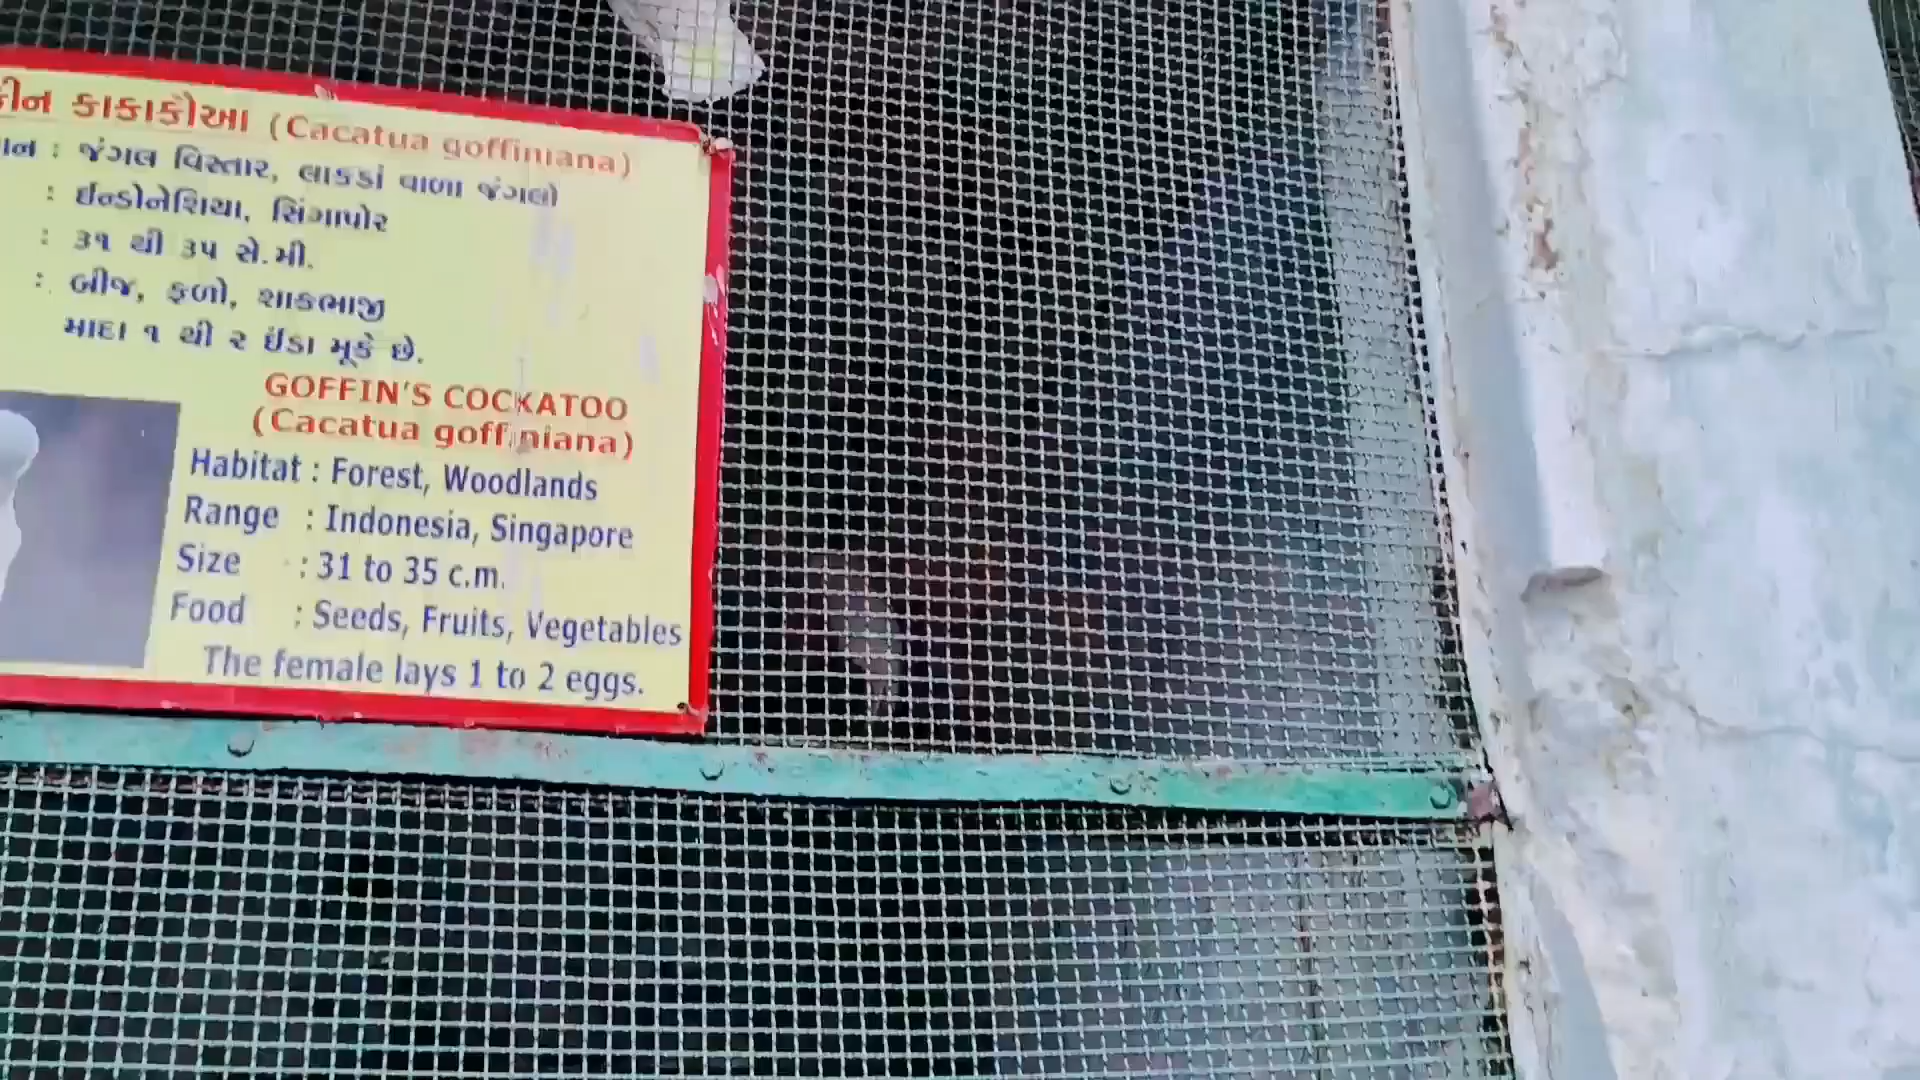 કાકાકૌઆ (Cacatua goffiniana)
: જંગલ વિસ્તાર, લાકડાં વાળા જંગલો
: ઈન્ડોનેશિયા, સિંગાપોર
: ૩૧ થી ૩૫ સે.મી.
: બીજ, ફળો, શાકભાજી
માદા ૧ થી ૨ ઈંડા મૂકે છે.
GOFFIN'S COCKATOO
(Cacatua goffiniana)
Habitat : Forest, Woodlands
Range : Indonesia, Singapore
Size : 31 to 35 c.m.
Food : Seeds, Fruits, Vegetables
The female lays 1 to 2 eggs.